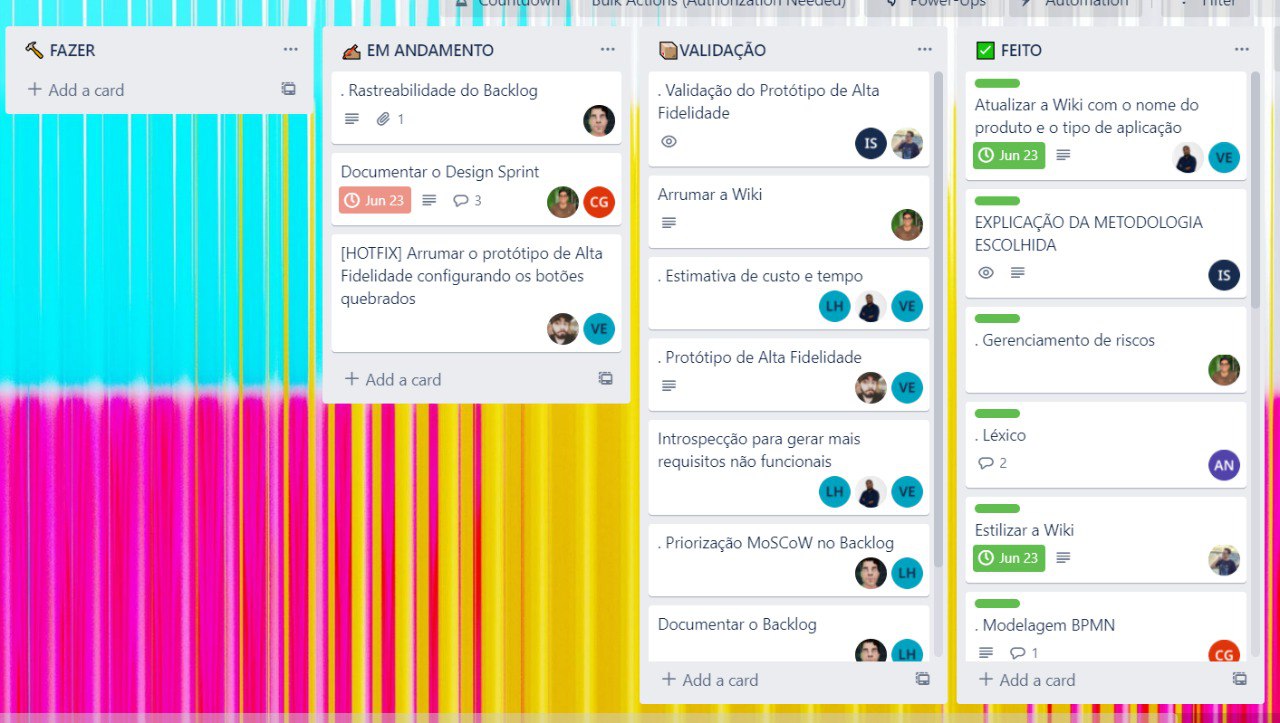 Countdown
Bulk Actions (Authorization Needed)
Power-Ups
Automation
Filter
FAZER
Add a card
EM ANDAMENTO
. Rastreabilidade do Backlog
1
Documentar o Design Sprint
Jun 23
3
CG
[HOTFIX] Arrumar o protótipo de Alta
Fidelidade configurando os botões
quebrados
VE
Add a card
VALIDAÇÃO
. Validação do Protótipo de Alta
Fidelidade
IS
Arrumar a Wiki
. Estimativa de custo e tempo
LH
VE
. Protótipo de Alta Fidelidade
VE
Introspecção para gerar mais
requisitos não funcionais
LH
VE
. Priorização MoSCoW no Backlog
LH
Documentar o Backlog
LH
Add a card
FEITO
Atualizar a Wiki com o nome do
produto e o tipo de aplicação
Jun 23
VE
EXPLICAÇÃO DA METODOLOGIA
ESCOLHIDA
IS
. Gerenciamento de riscos
. Léxico
2
AN
Estilizar a Wiki
Jun 23
. Modelagem BPMN
1
CG
Add a card